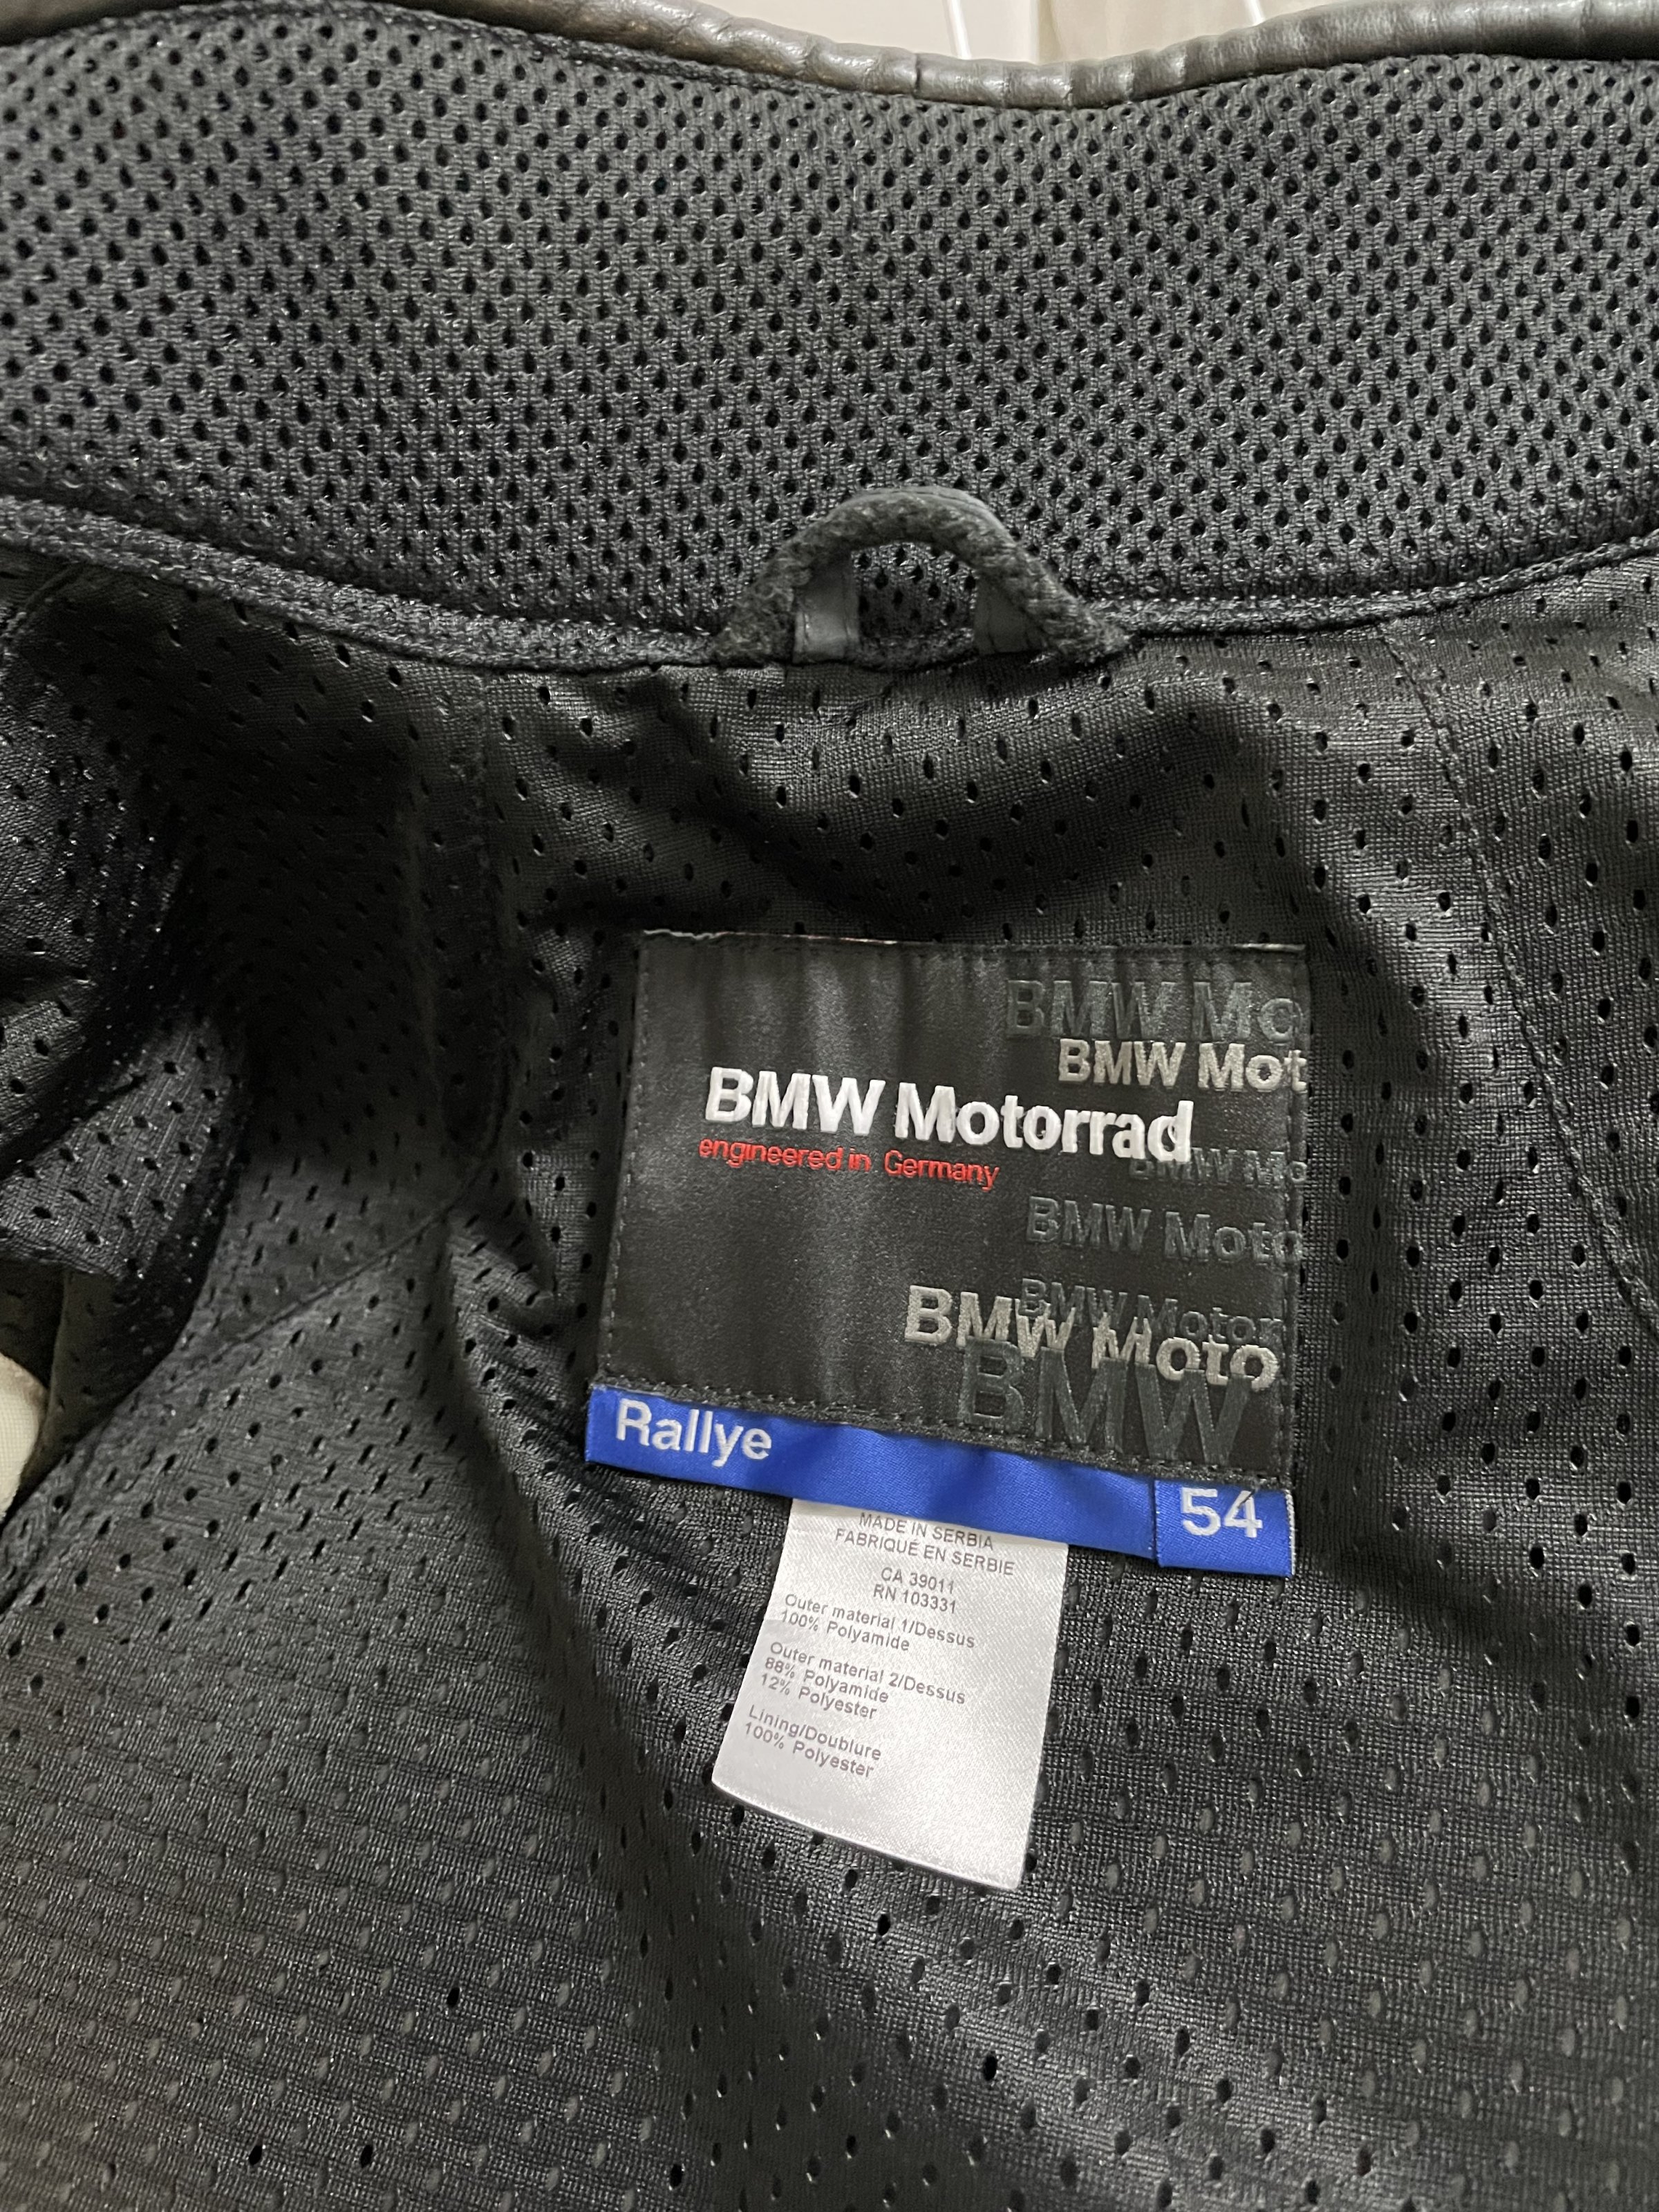 BMW Mo
BMW Mot
BMW Motorrad
engineered in Germany
BMW Mo
BMW Moto
BMW Motor
BMW Moto
BMW
Rallye
54
MADE IN SERBIA
FABRIQUÉ EN SERBIE
CA 39011
RN 103331
Outer material 1/Dessus
100% Polyamide
Outer material 2/Dessus
88% Polyamide
12% Polyester
Lining/Doublure
100% Polyester